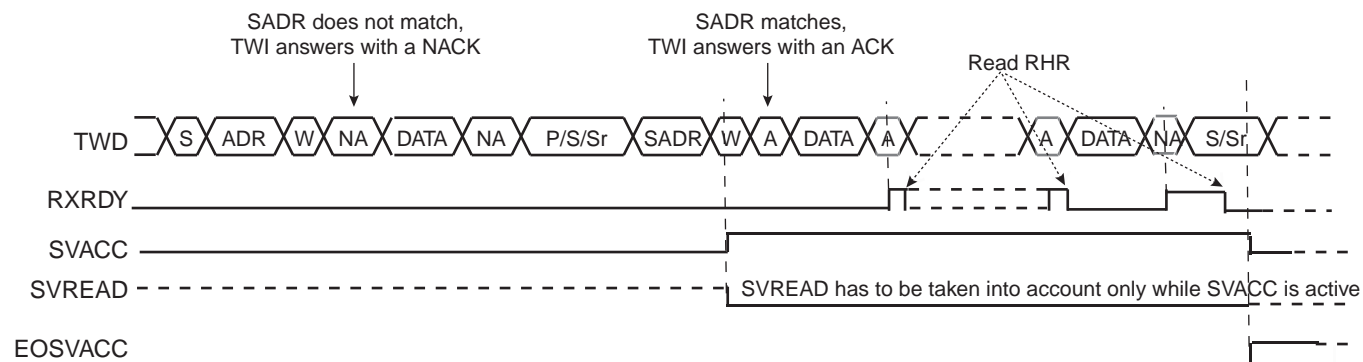 SADR does not match,
TWI answers with a NACK
SADR matches,
TWI answers with an ACK
Read RHR
TWD S ADR W NA DATA NA P/S/Sr SADR W A DATA A A DATA NA S/Sr
RXRDY
SVACC
SVREAD SVREAD has to be taken into account only while SVACC is active
EOSVACC